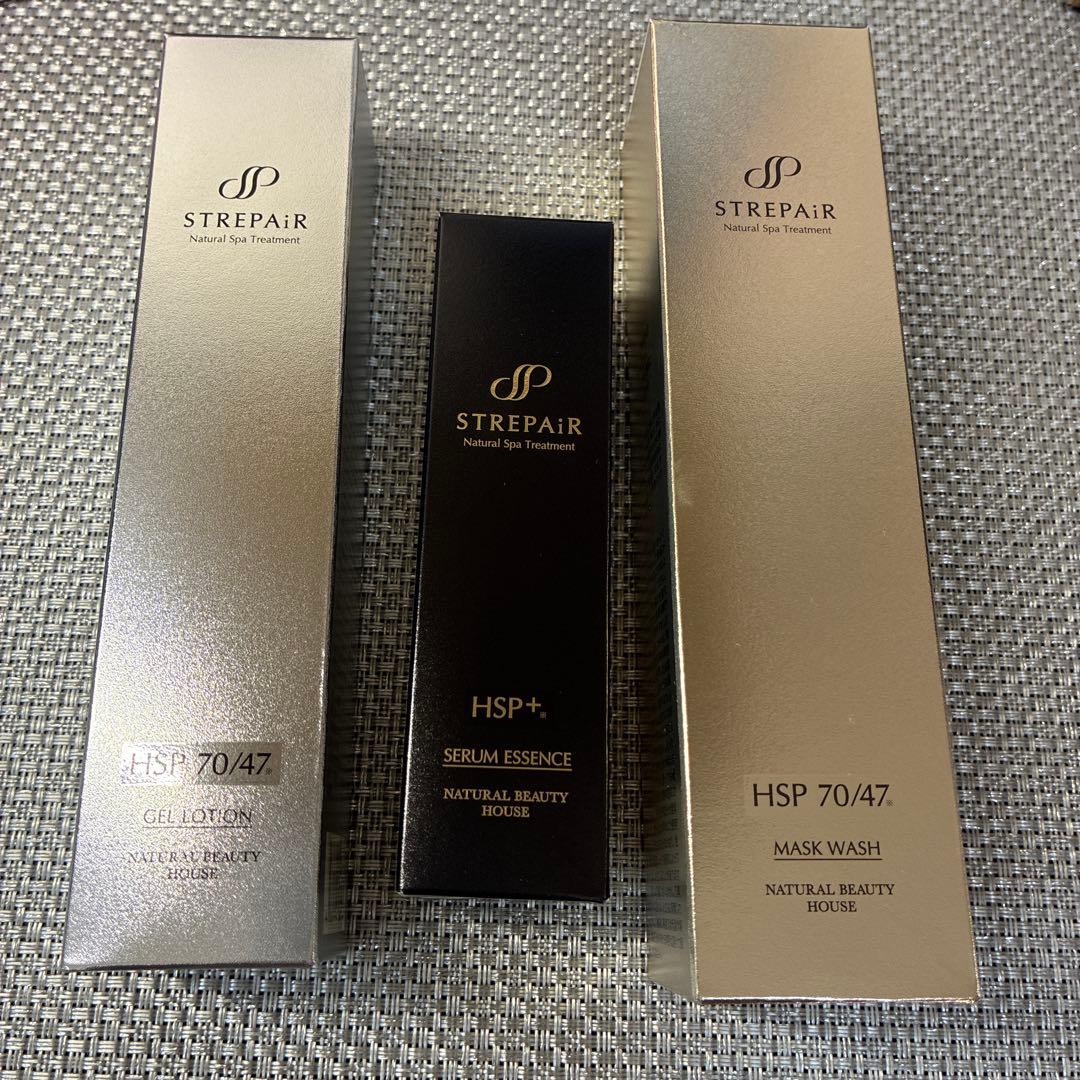 STREPAiR
Natural Spa Treatment
HSP 70/47※
GEL LOTION
NATURAL BEAUTY
HOUSE
STREPAiR
Natural Spa Treatment
HSP+※
SERUM ESSENCE
NATURAL BEAUTY
HOUSE
STREPAiR
Natural Spa Treatment
HSP 70/47※
MASK WASH
NATURAL BEAUTY
HOUSE